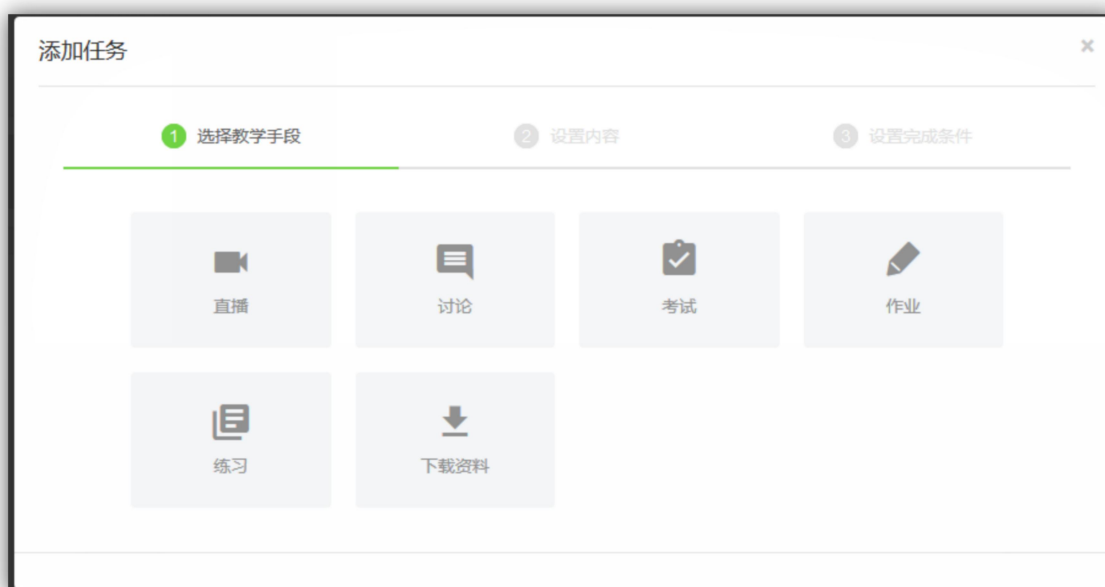 添加任务
×
1 选择教学手段
2 设置内容
3 设置完成条件
直播
讨论
考试
作业
练习
下载资料